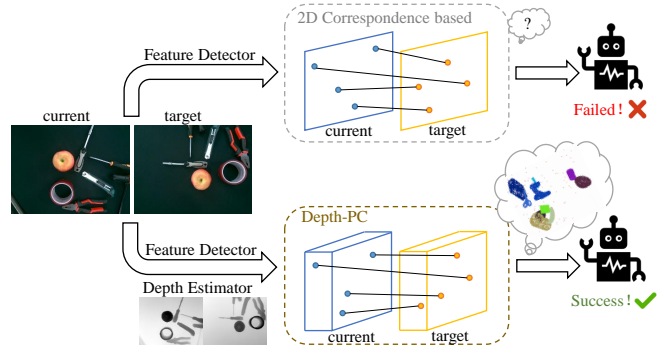 2D Correspondence based
?
Feature Detector
current
target
Failed!
current
target
Depth-PC
Feature Detector
Depth Estimator
current
target
Success!